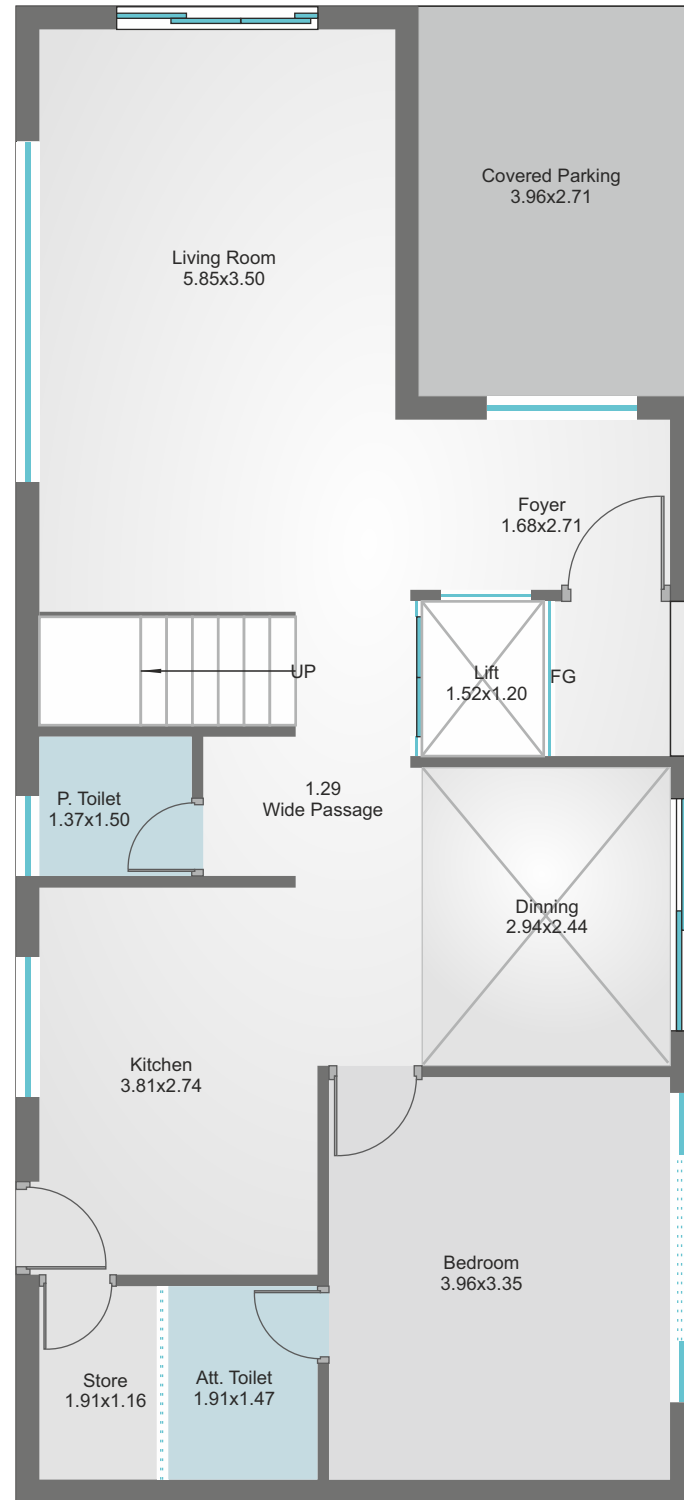 Covered Parking
3.96x2.71
Living Room
5.85x3.50
Foyer
1.68x2.71
UP
Lift
1.52x1.20
FG
P. Toilet
1.37x1.50
1.29
Wide Passage
Dinning
2.94x2.44
Kitchen
3.81x2.74
Bedroom
3.96x3.35
Store
1.91x1.16
Att. Toilet
1.91x1.47